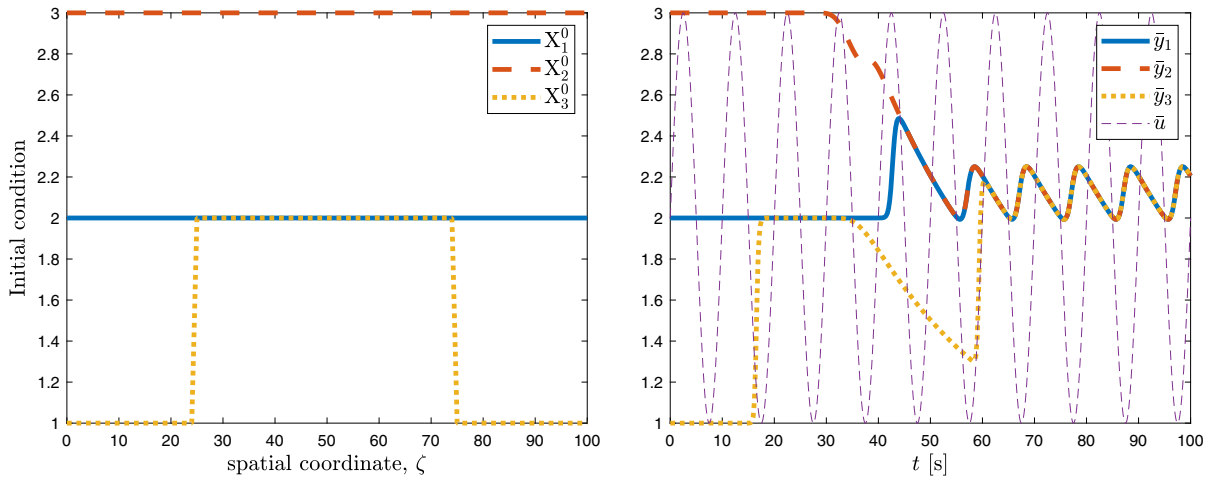 Initial condition
3
2.8
2.6
2.4
2.2
2
1.8
1.6
1.4
1.2
1
0 10 20 30 40 50 60 70 80 90 100
spatial coordinate, ζ
X₁⁰
X₂⁰
X₃⁰
3
2.8
2.6
2.4
2.2
2
1.8
1.6
1.4
1.2
1
0 10 20 30 40 50 60 70 80 90 100
t [s]
ȳ₁
ȳ₂
ȳ₃
ū